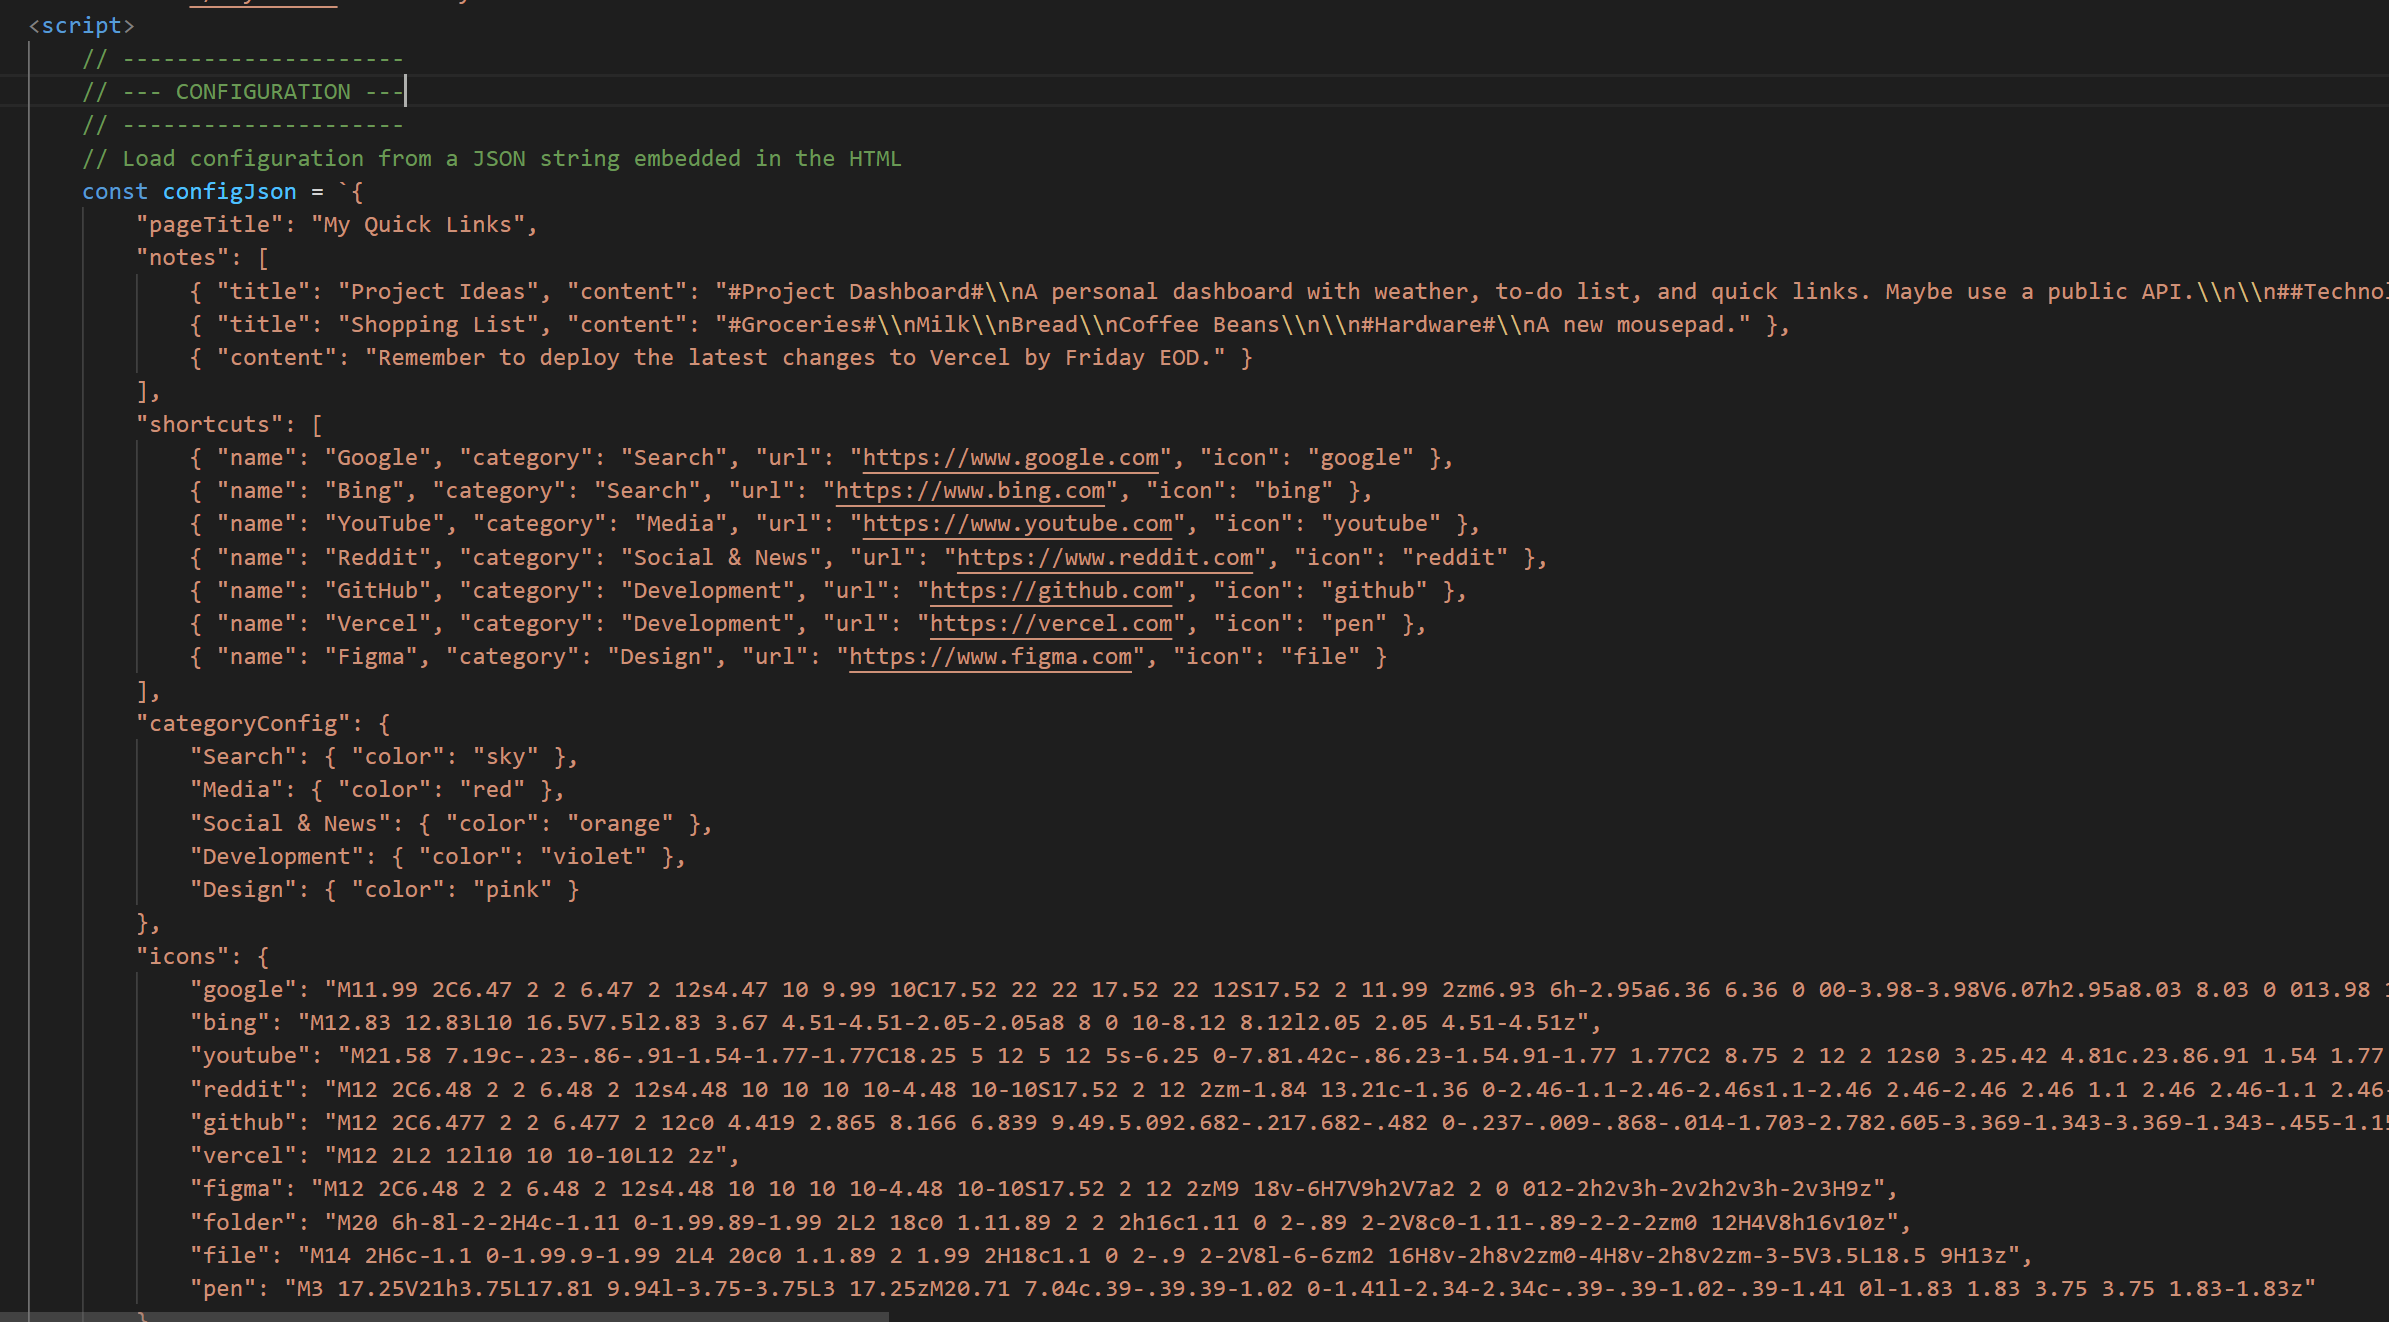 <script>
// ---------------------
// --- CONFIGURATION ---
// ---------------------
// Load configuration from a JSON string embedded in the HTML
const configJson = `{
"pageTitle": "My Quick Links",
"notes": [
{ "title": "Project Ideas", "content": "#Project Dashboard#\\nA personal dashboard with weather, to-do list, and quick links. Maybe use a public API.\\n\\n##Technol
{ "title": "Shopping List", "content": "#Groceries#\\nMilk\\nBread\\nCoffee Beans\\n\\n#Hardware#\\nA new mousepad." },
{ "content": "Remember to deploy the latest changes to Vercel by Friday EOD." }
],
"shortcuts": [
{ "name": "Google", "category": "Search", "url": "https://www.google.com", "icon": "google" },
{ "name": "Bing", "category": "Search", "url": "https://www.bing.com", "icon": "bing" },
{ "name": "YouTube", "category": "Media", "url": "https://www.youtube.com", "icon": "youtube" },
{ "name": "Reddit", "category": "Social & News", "url": "https://www.reddit.com", "icon": "reddit" },
{ "name": "GitHub", "category": "Development", "url": "https://github.com", "icon": "github" },
{ "name": "Vercel", "category": "Development", "url": "https://vercel.com", "icon": "pen" },
{ "name": "Figma", "category": "Design", "url": "https://www.figma.com", "icon": "file" }
],
"categoryConfig": {
"Search": { "color": "sky" },
"Media": { "color": "red" },
"Social & News": { "color": "orange" },
"Development": { "color": "violet" },
"Design": { "color": "pink" }
},
"icons": {
"google": "M11.99 2C6.47 2 2 6.47 2 12s4.47 10 9.99 10C17.52 22 22 17.52 22 12S17.52 2 11.99 2zm6.93 6h-2.95a6.36 6.36 0 00-3.98-3.98V6.07h2.95a8.03 8.03 0 013.98
"bing": "M12.83 12.83L10 16.5V7.5l2.83 3.67 4.51-4.51-2.05-2.05a8 8 0 10-8.12 8.12l2.05 2.05 4.51-4.51z",
"youtube": "M21.58 7.19c-.23-.86-.91-1.54-1.77-1.77C18.25 5 12 5 12 5s-6.25 0-7.81.42c-.86.23-1.54.91-1.77 1.77C2 8.75 2 12 2 12s0 3.25.42 4.81c.23.86.91 1.54 1.77
"reddit": "M12 2C6.48 2 2 6.48 2 12s4.48 10 10 10 10-4.48 10-10S17.52 2 12 2zm-1.84 13.21c-1.36 0-2.46-1.1-2.46-2.46s1.1-2.46 2.46-2.46 2.46 1.1 2.46 2.46-1.1 2.46-
"github": "M12 2C6.477 2 2 6.477 2 12c0 4.419 2.865 8.166 6.839 9.49.5.092.682-.217.682-.482 0-.237-.009-.868-.014-1.703-2.782.605-3.369-1.343-3.369-1.343-.455-1.15
"vercel": "M12 2L2 12l10 10 10-10L12 2z",
"figma": "M12 2C6.48 2 2 6.48 2 12s4.48 10 10 10 10-4.48 10-10S17.52 2 12 2zM9 18v-6H7V9h2V7a2 2 0 012-2h2v3h-2v2h2v3h-2v3H9z",
"folder": "M20 6h-8l-2-2H4c-1.11 0-1.99.89-1.99 2L2 18c0 1.11.89 2 2 2h16c1.11 0 2-.89 2-2V8c0-1.11-.89-2-2-2zm0 12H4V8h16v10z",
"file": "M14 2H6c-1.1 0-1.99.9-1.99 2L4 20c0 1.1.89 2 1.99 2H18c1.1 0 2-.9 2-2V8l-6-6zm2 16H8v-2h8v2zm0-4H8v-2h8v2zm-3-5V3.5L18.5 9H13z",
"pen": "M3 17.25V21h3.75L17.81 9.94l-3.75-3.75L3 17.25zM20.71 7.04c.39-.39.39-1.02 0-1.41l-2.34-2.34c-.39-.39-1.02-.39-1.41 0l-1.83 1.83 3.75 3.75 1.83-1.83z"